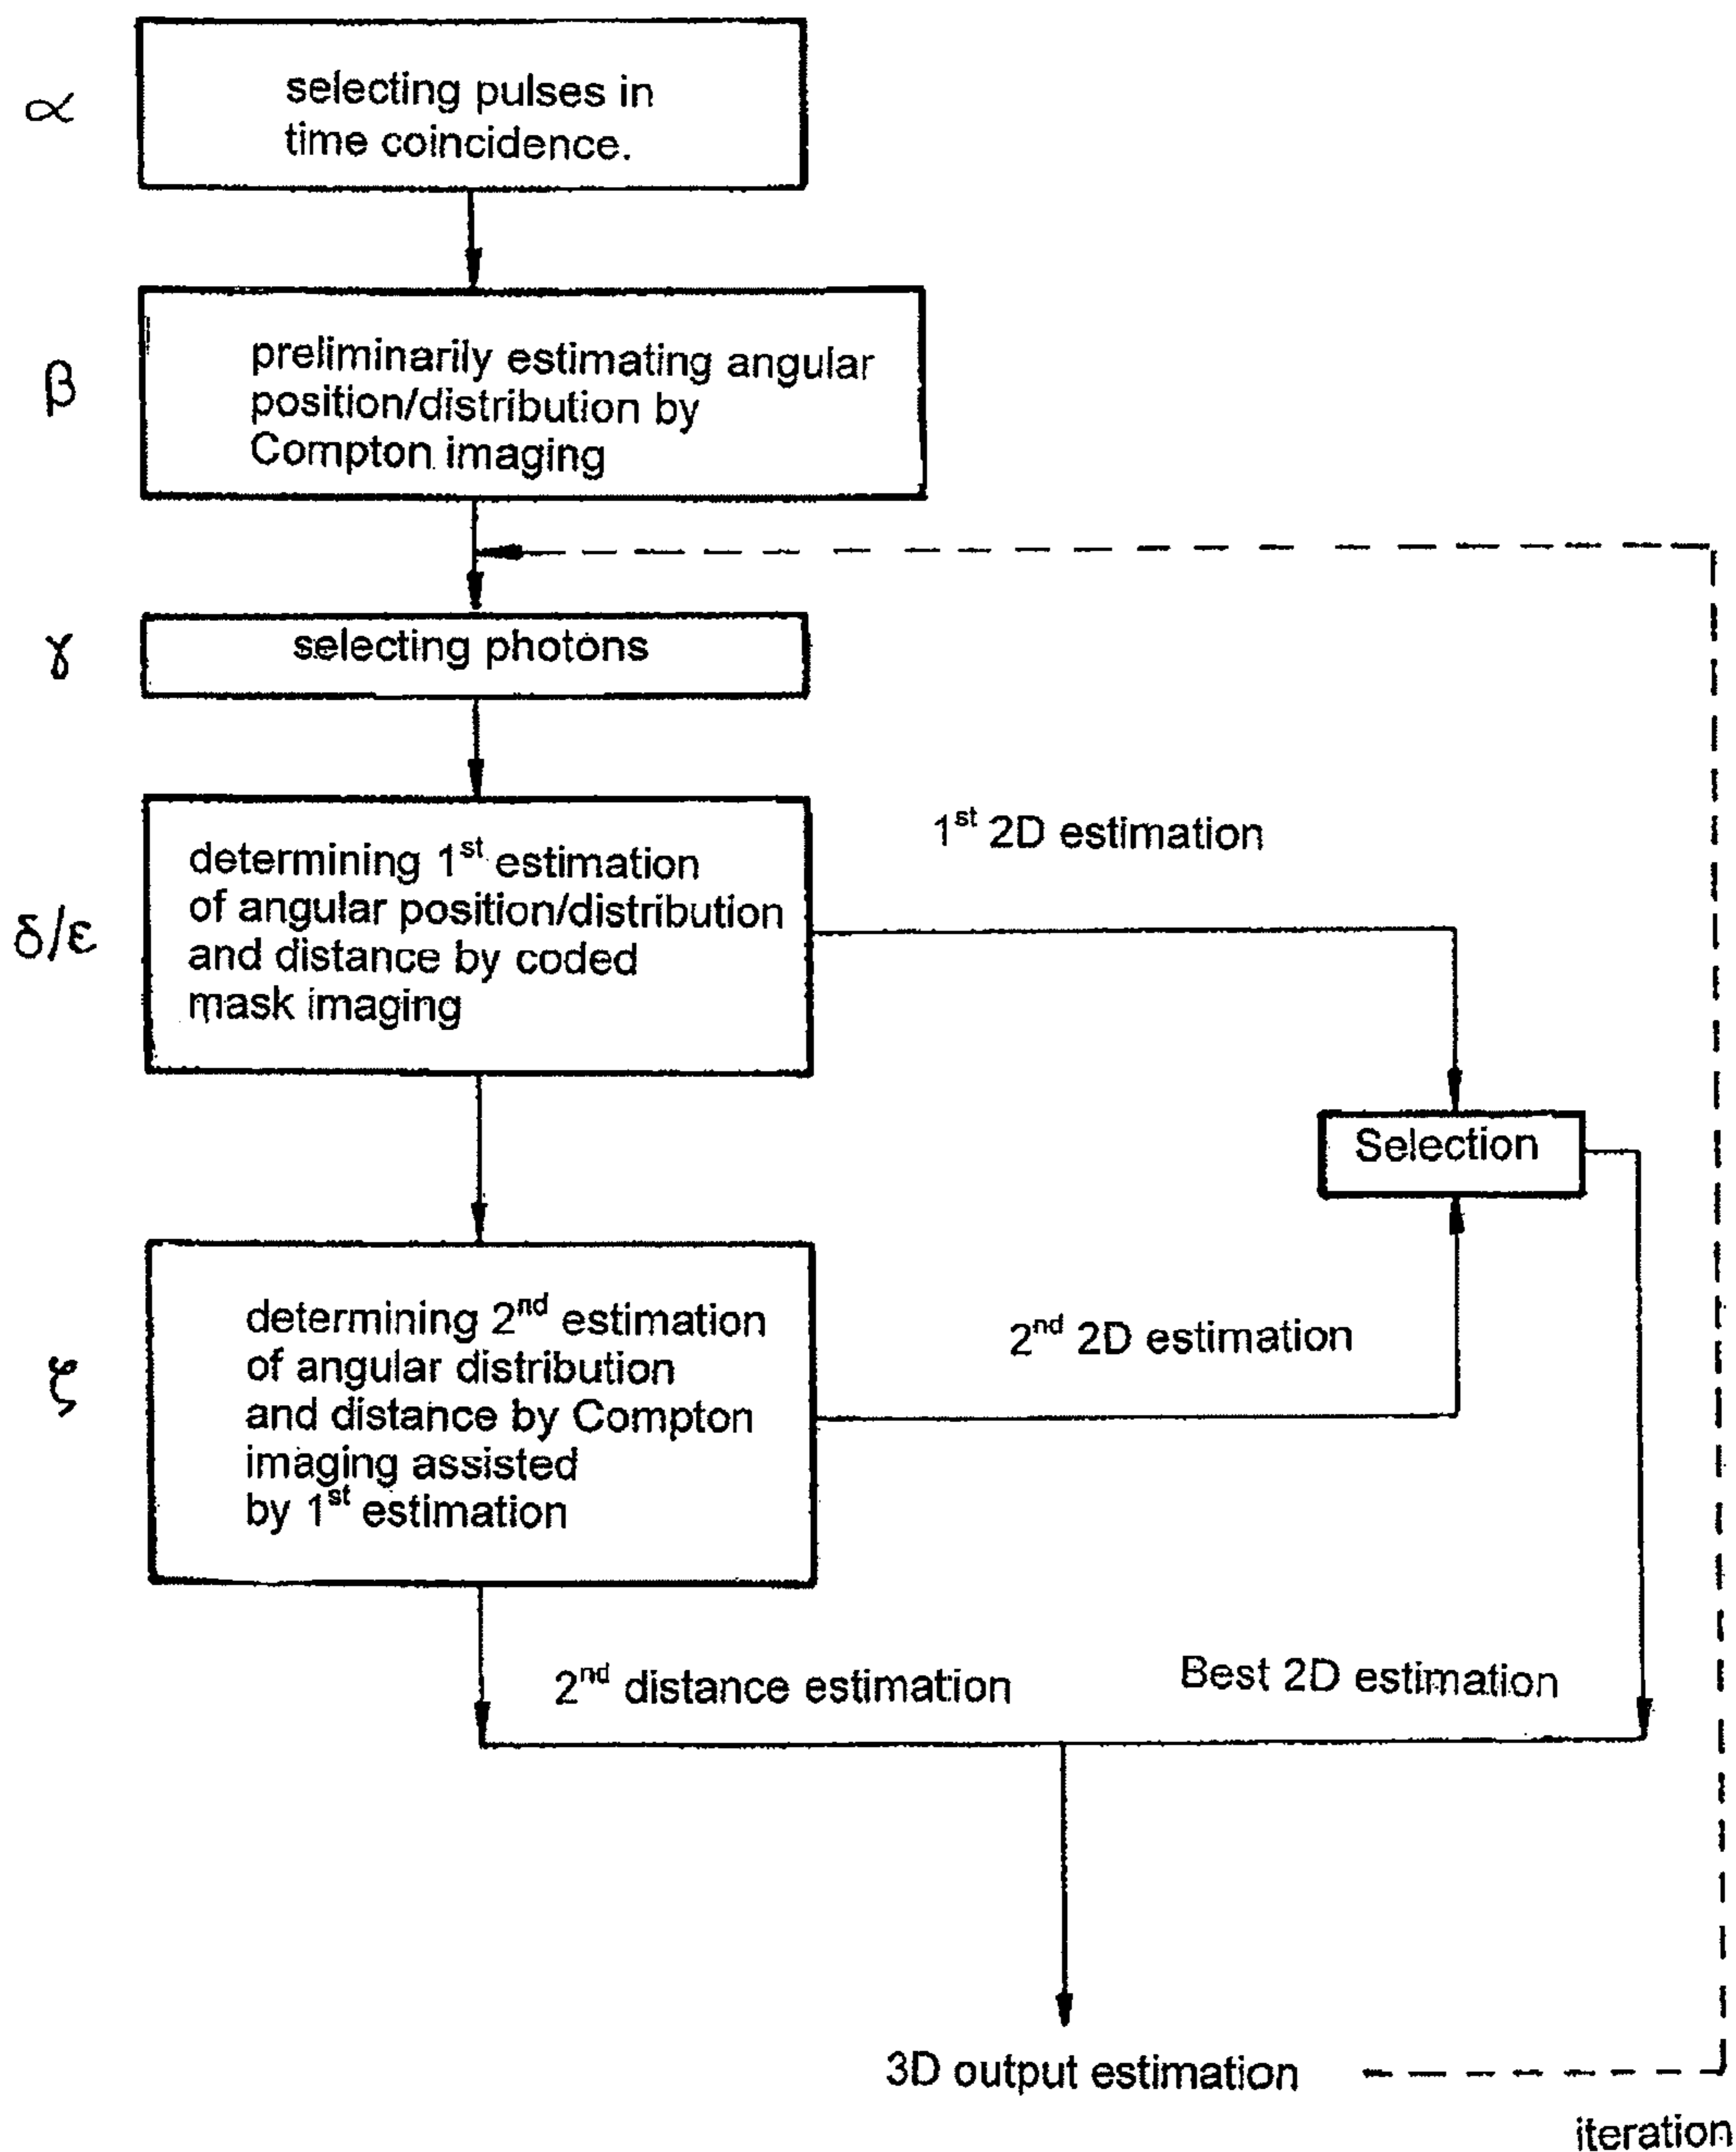 α
selecting pulses in
time coincidence.
β
preliminarily estimating angular
position/distribution by
Compton imaging
γ
selecting photons
δ/ε
determining 1st estimation
of angular position/distribution
and distance by coded
mask imaging
1st 2D estimation
Selection
ζ
determining 2nd estimation
of angular distribution
and distance by Compton
imaging assisted
by 1st estimation
2nd 2D estimation
2nd distance estimation
Best 2D estimation
3D output estimation
iteration